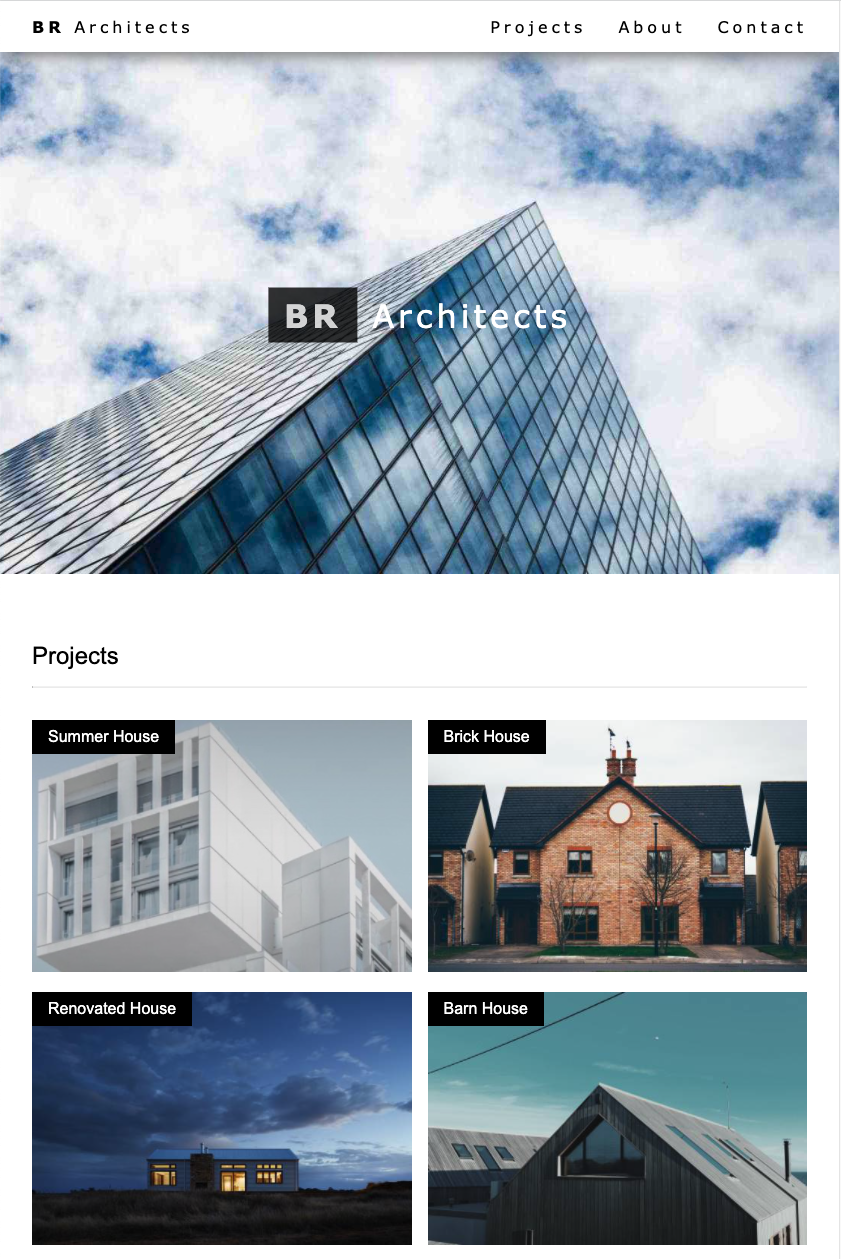 BR Architects
Projects About Contact
BR Architects
Projects
Summer House
Brick House
Renovated House
Barn House